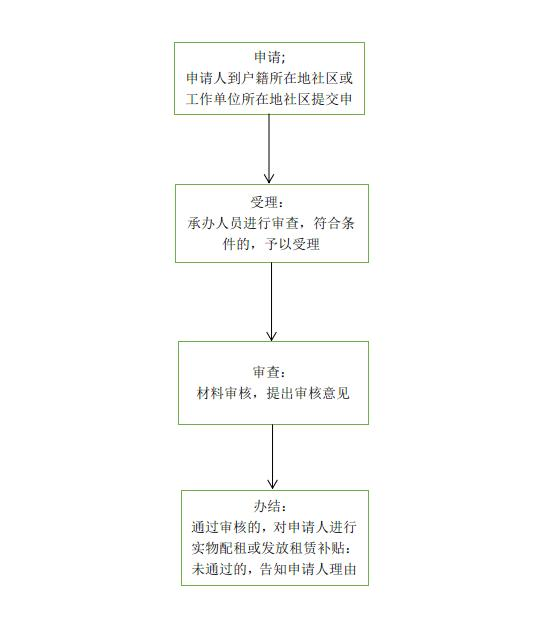 申请;
申请人到户籍所在地社区或
工作单位所在地社区提交申
受理：
承办人员进行审查，符合条
件的，予以受理
审查：
材料审核，提出审核意见
办结：
通过审核的，对申请人进行
实物配租或发放租赁补贴：
未通过的，告知申请人理由